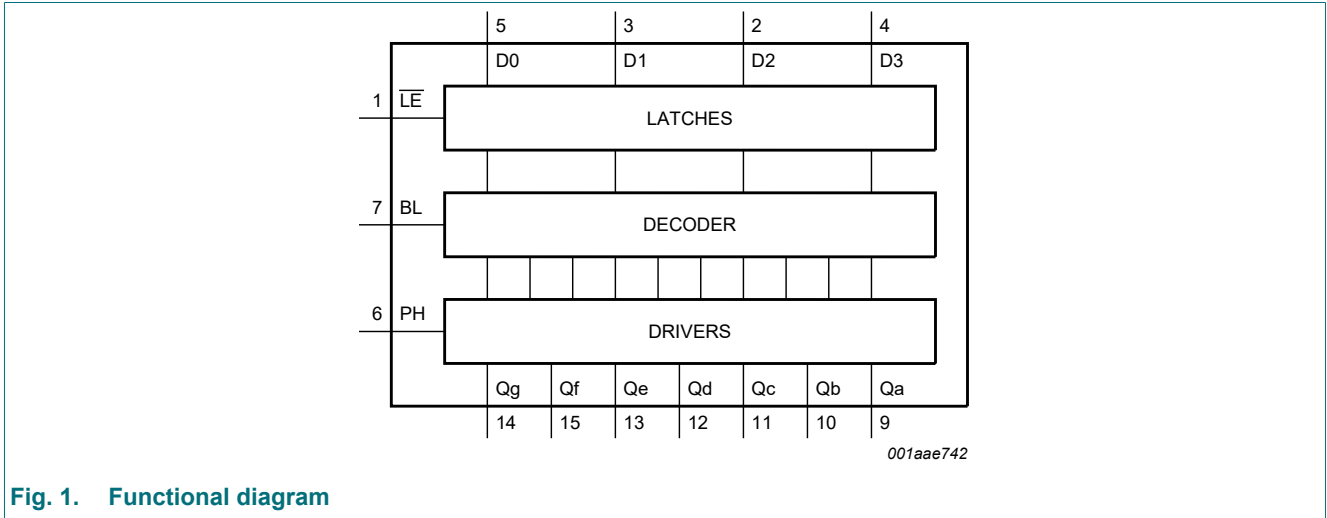 5 3 2 4
D0 D1 D2 D3
1 L̅E̅
LATCHES
7 BL
DECODER
6 PH
DRIVERS
Qg Qf Qe Qd Qc Qb Qa
14 15 13 12 11 10 9
001aae742
Fig. 1. Functional diagram